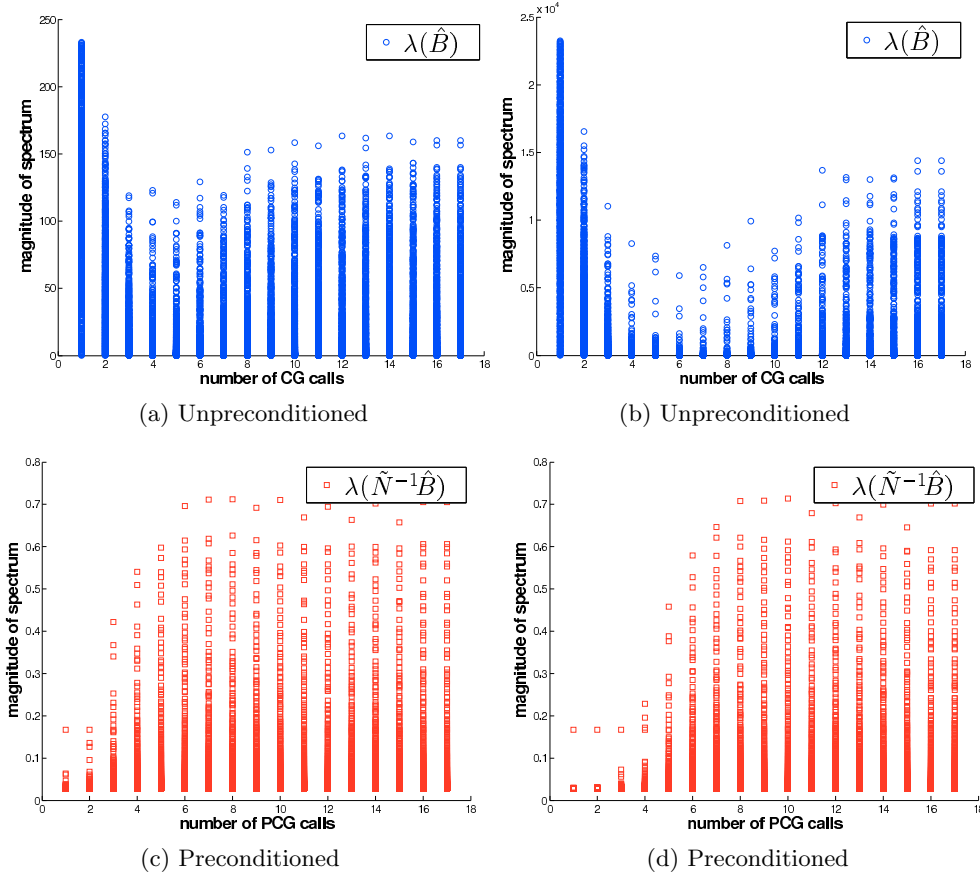 λ(B̂)
magnitude of spectrum
250
200
150
100
50
0
0 2 4 6 8 10 12 14 16 18
number of CG calls
(a) Unpreconditioned
× 10⁴
λ(B̂)
magnitude of spectrum
2.5
2
1.5
1
0.5
0
0 2 4 6 8 10 12 14 16 18
number of CG calls
(b) Unpreconditioned
λ(Ñ⁻¹B̂)
magnitude of spectrum
0.8
0.7
0.6
0.5
0.4
0.3
0.2
0.1
0
0 2 4 6 8 10 12 14 16 18
number of PCG calls
(c) Preconditioned
λ(Ñ⁻¹B̂)
magnitude of spectrum
0.8
0.7
0.6
0.5
0.4
0.3
0.2
0.1
0
0 2 4 6 8 10 12 14 16 18
number of PCG calls
(d) Preconditioned